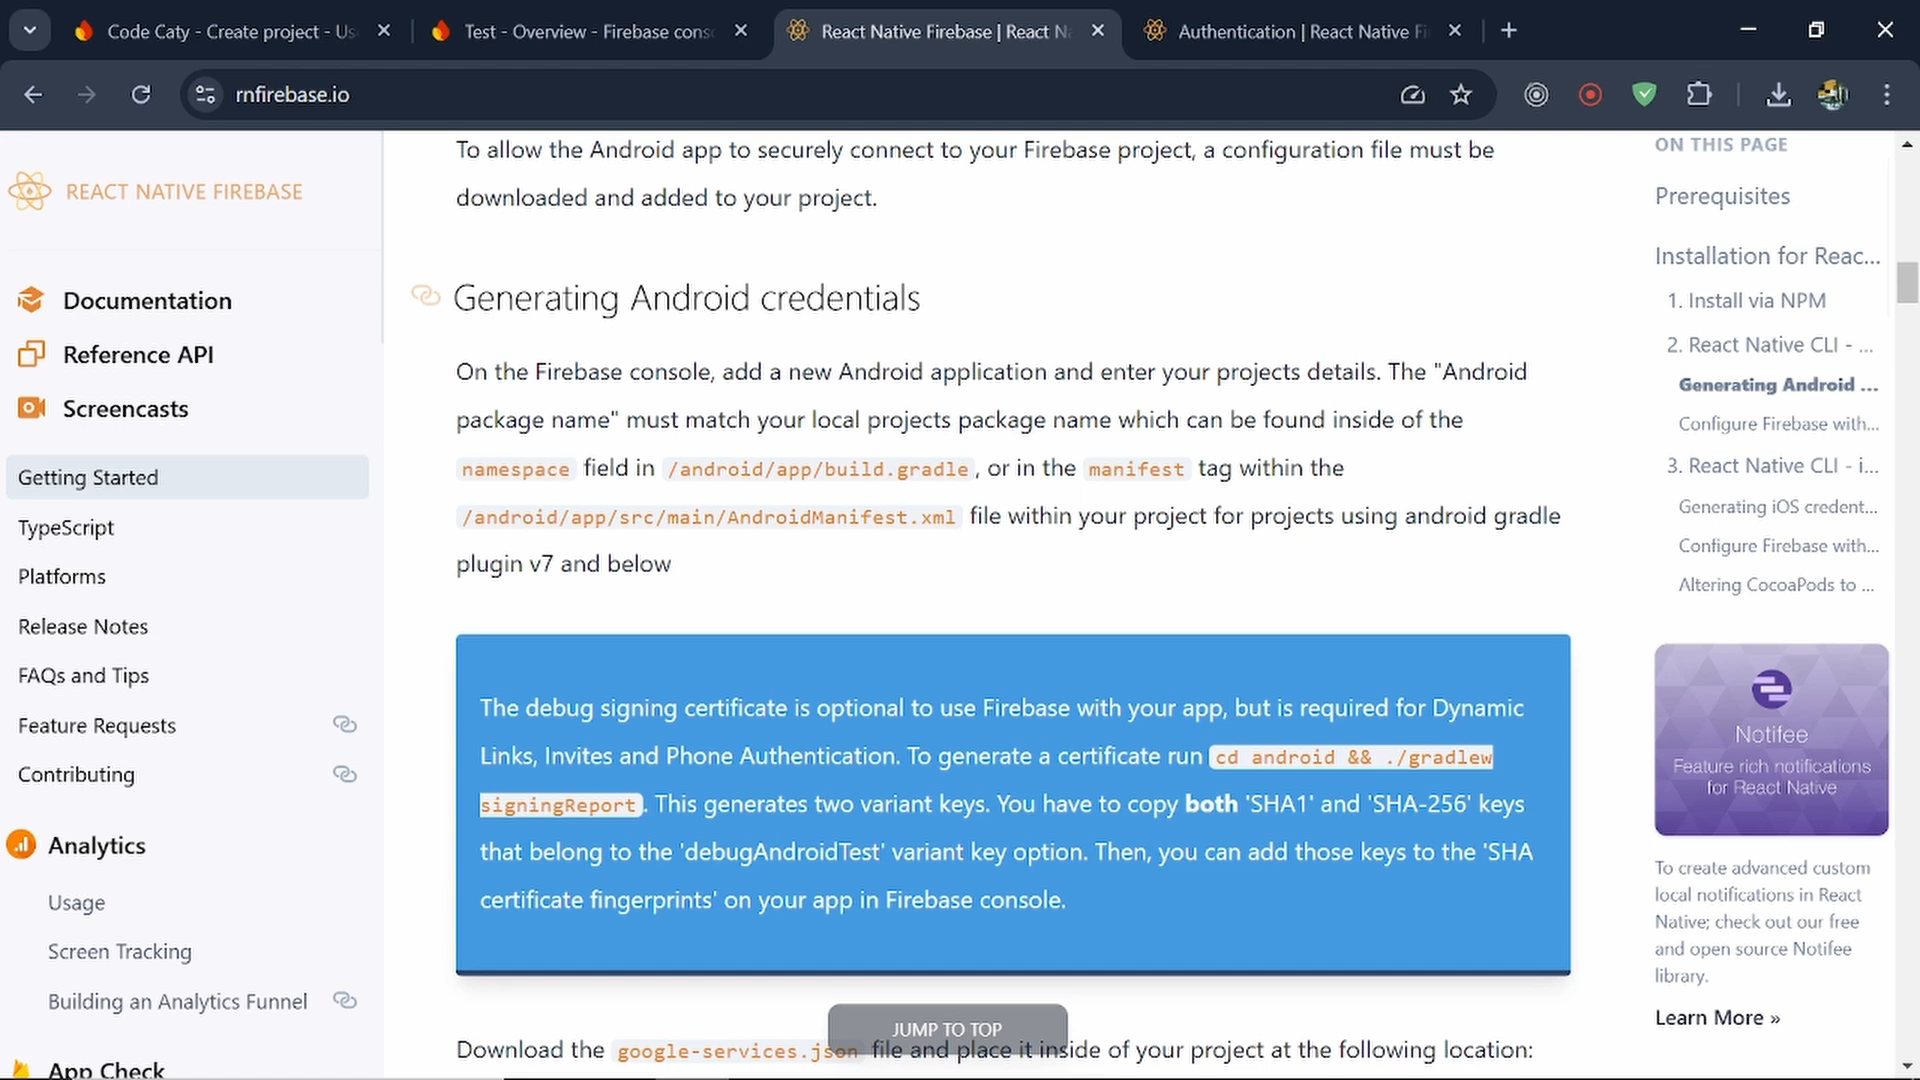 Code Caty - Create project - Us
Test - Overview - Firebase cons
React Native Firebase | React Na
Authentication | React Native Fi
rnfirebase.io
REACT NATIVE FIREBASE
Documentation
Reference API
Screencasts
Getting Started
TypeScript
Platforms
Release Notes
FAQs and Tips
Feature Requests
Contributing
Analytics
Usage
Screen Tracking
Building an Analytics Funnel
App Check
To allow the Android app to securely connect to your Firebase project, a configuration file must be
downloaded and added to your project.
Generating Android credentials
On the Firebase console, add a new Android application and enter your projects details. The "Android
package name" must match your local projects package name which can be found inside of the
namespace field in /android/app/build.gradle, or in the manifest tag within the
/android/app/src/main/AndroidManifest.xml file within your project for projects using android gradle
plugin v7 and below
The debug signing certificate is optional to use Firebase with your app, but is required for Dynamic
Links, Invites and Phone Authentication. To generate a certificate run cd android && ./gradlew
signingReport. This generates two variant keys. You have to copy both 'SHA1' and 'SHA-256' keys
that belong to the 'debugAndroidTest' variant key option. Then, you can add those keys to the 'SHA
certificate fingerprints' on your app in Firebase console.
JUMP TO TOP
Download the google-services.json file and place it inside of your project at the following location:
ON THIS PAGE
Prerequisites
Installation for Reac...
1. Install via NPM
2. React Native CLI - ...
Generating Android ...
Configure Firebase with...
3. React Native CLI - i...
Generating iOS credent...
Configure Firebase with...
Altering CocoaPods to ...
Notifee
Feature rich notifications
for React Native
To create advanced custom
local notifications in React
Native; check out our free
and open source Notifee
library.
Learn More »